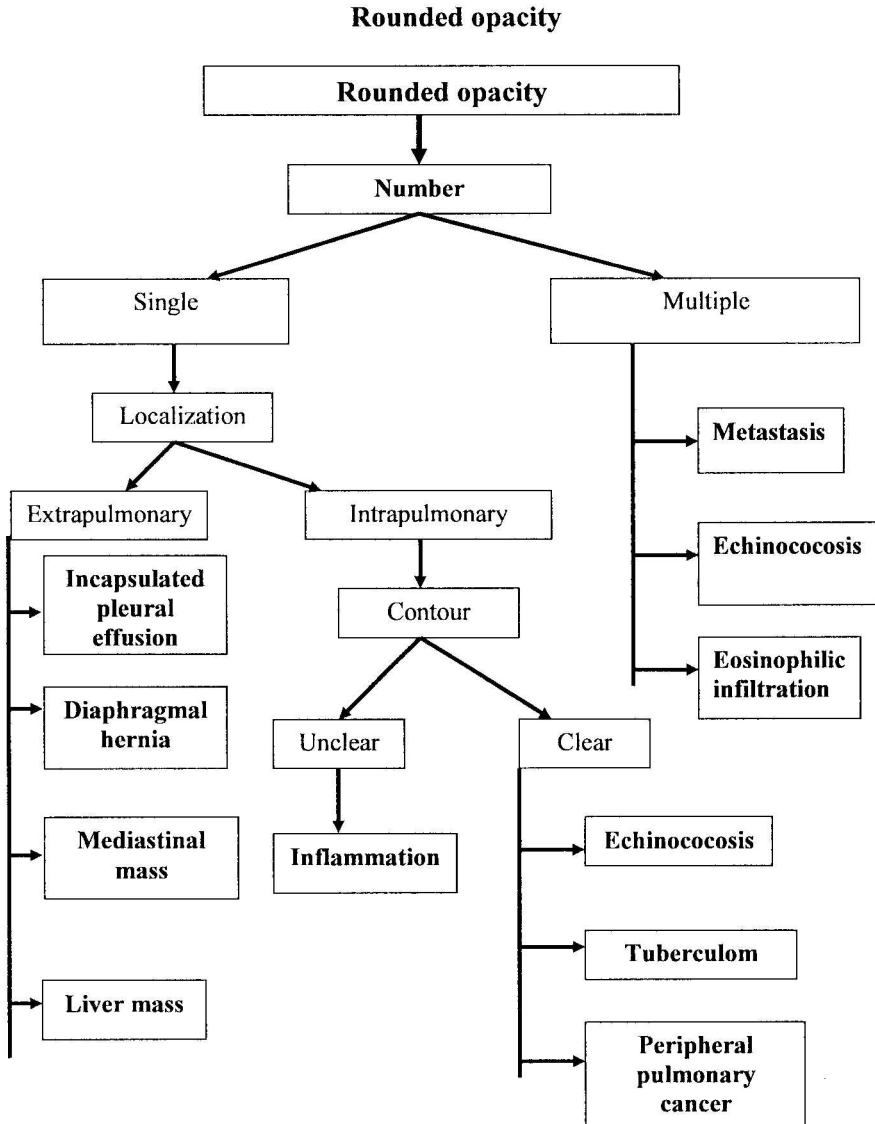 Rounded opacity
Rounded opacity
Number
Single
Multiple
Localization
Metastasis
Extrapulmonary
Intrapulmonary
Incapsulated
pleural
effusion
Echinococosis
Contour
Eosinophilic
infiltration
Diaphragmal
hernia
Unclear
Clear
Mediastinal
mass
Inflammation
Echinococosis
Tuberculom
Liver mass
Peripheral
pulmonary
cancer